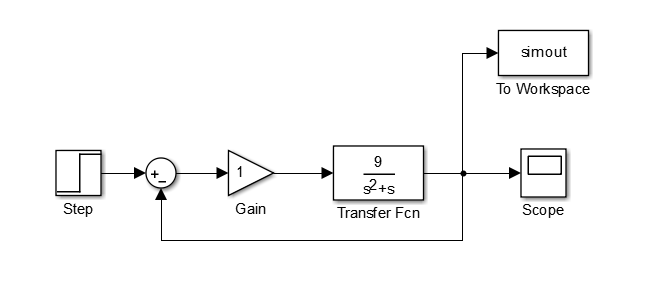 simout
To Workspace
Step
+
−
1
Gain
9
s²+s
Transfer Fcn
Scope